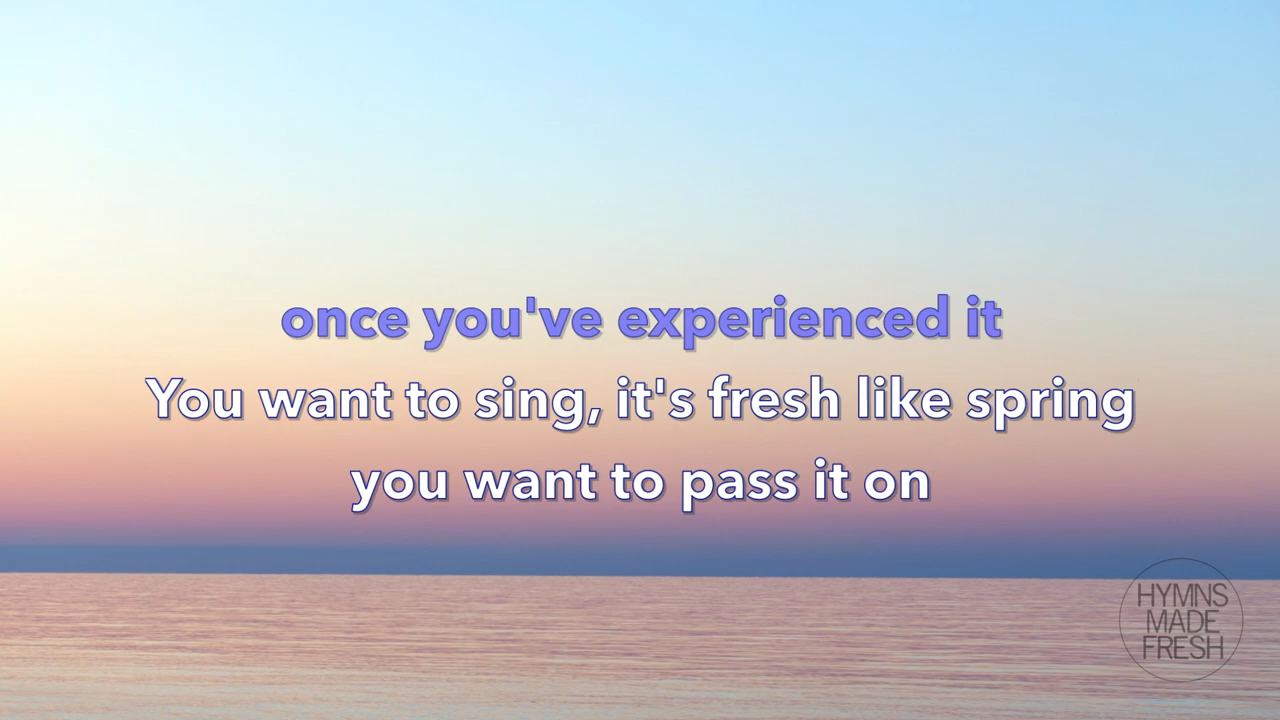 once you've experienced it
You want to sing, it's fresh like spring
you want to pass it on
HYMNS
MADE
FRESH